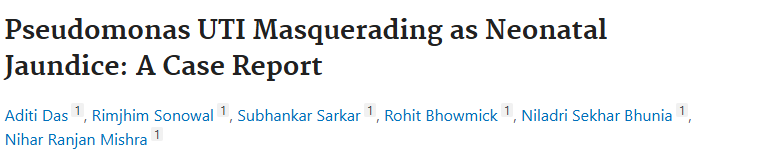 Pseudomonas UTI Masquerading as Neonatal
Jaundice: A Case Report
Aditi Das 1, Rimjhim Sonowal 1, Subhankar Sarkar 1, Rohit Bhowmick 1, Niladri Sekhar Bhunia 1,
Nihar Ranjan Mishra 1